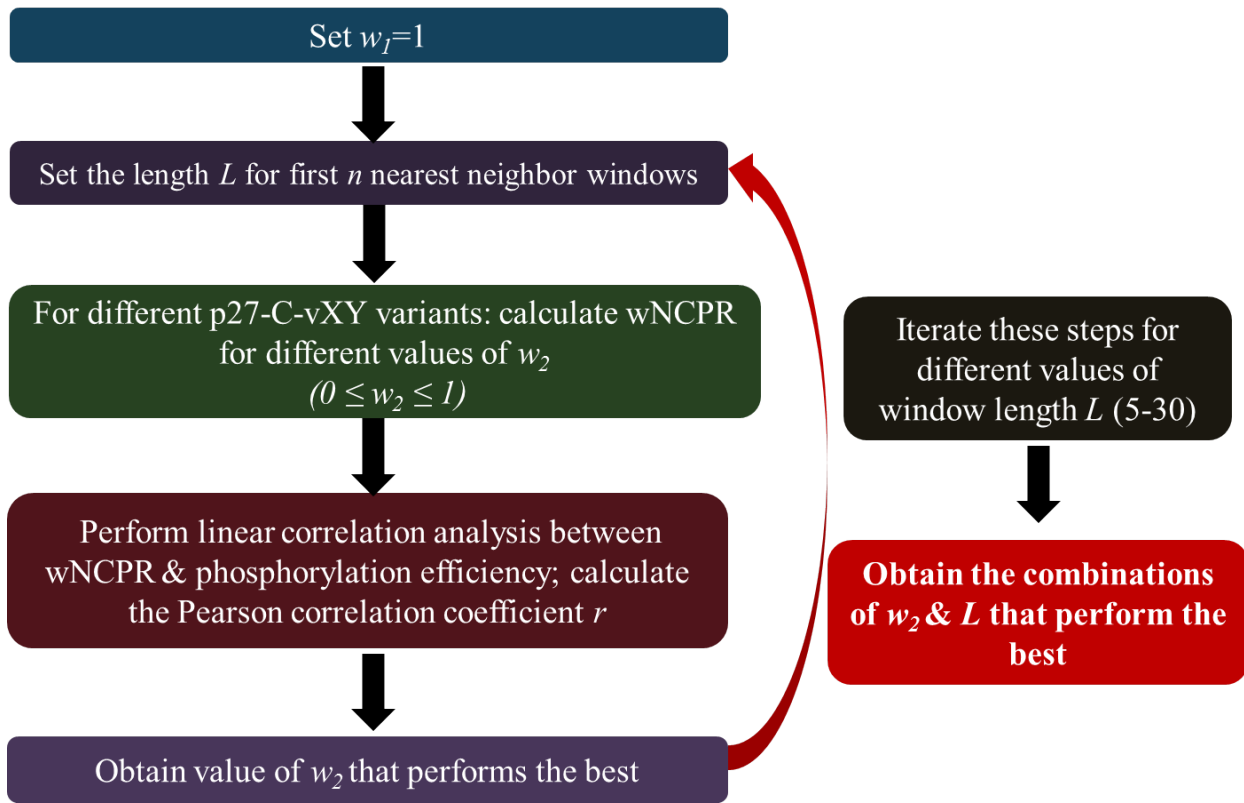 Set w₁=1
Set the length L for first n nearest neighbor windows
For different p27-C-vXY variants: calculate wNCPR
for different values of w₂
(0 ≤ w₂ ≤ 1)
Perform linear correlation analysis between
wNCPR & phosphorylation efficiency; calculate
the Pearson correlation coefficient r
Obtain value of w₂ that performs the best
Iterate these steps for
different values of
window length L (5-30)
Obtain the combinations
of w₂ & L that perform the
best